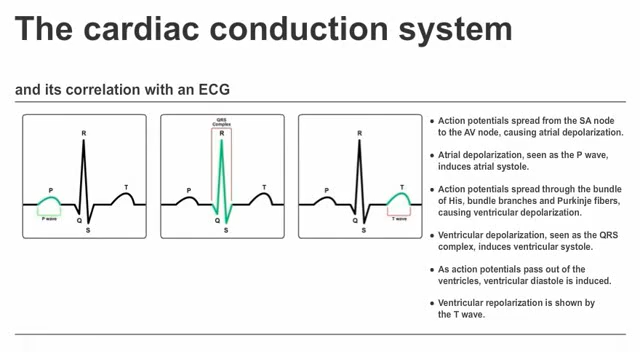 The cardiac conduction system
and its correlation with an ECG
R
P
T
Q
S
P wave
QRS
Complex
R
P
T
Q
S
R
P
T
Q
S
T wave
• Action potentials spread from the SA node
to the AV node, causing atrial depolarization.
• Atrial depolarization, seen as the P wave,
induces atrial systole.
• Action potentials spread through the bundle
of His, bundle branches and Purkinje fibers,
causing ventricular depolarization.
• Ventricular depolarization, seen as the QRS
complex, induces ventricular systole.
• As action potentials pass out of the
ventricles, ventricular diastole is induced.
• Ventricular repolarization is shown by
the T wave.